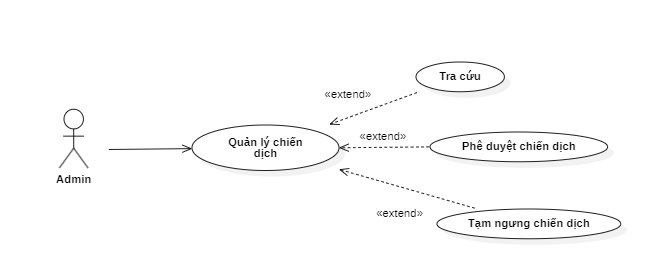 Tra cứu
«extend»
«extend»
Quản lý chiến
dịch
Phê duyệt chiến dịch
Admin
«extend»
Tạm ngưng chiến dịch